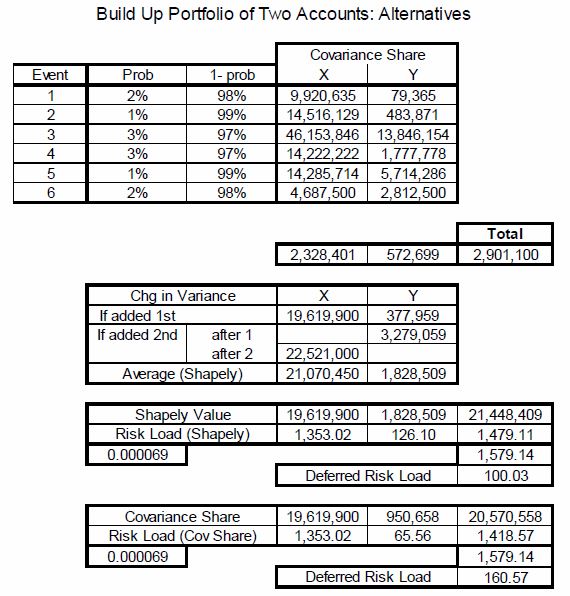 Build Up Portfolio of Two Accounts: Alternatives
Covariance Share
Event Prob 1- prob X Y
1 2% 98% 9,920,635 79,365
2 1% 99% 14,516,129 483,871
3 3% 97% 46,153,846 13,846,154
4 3% 97% 14,222,222 1,777,778
5 1% 99% 14,285,714 5,714,286
6 2% 98% 4,687,500 2,812,500
Total
2,328,401 572,699 2,901,100
Chg in Variance X Y
If added 1st 19,619,900 377,959
If added 2nd after 1 3,279,059
after 2 22,521,000
Average (Shapely) 21,070,450 1,828,509
Shapely Value 19,619,900 1,828,509 21,448,409
Risk Load (Shapely) 1,353.02 126.10 1,479.11
0.000069 1,579.14
Deferred Risk Load 100.03
Covariance Share 19,619,900 950,658 20,570,558
Risk Load (Cov Share) 1,353.02 65.56 1,418.57
0.000069 1,579.14
Deferred Risk Load 160.57